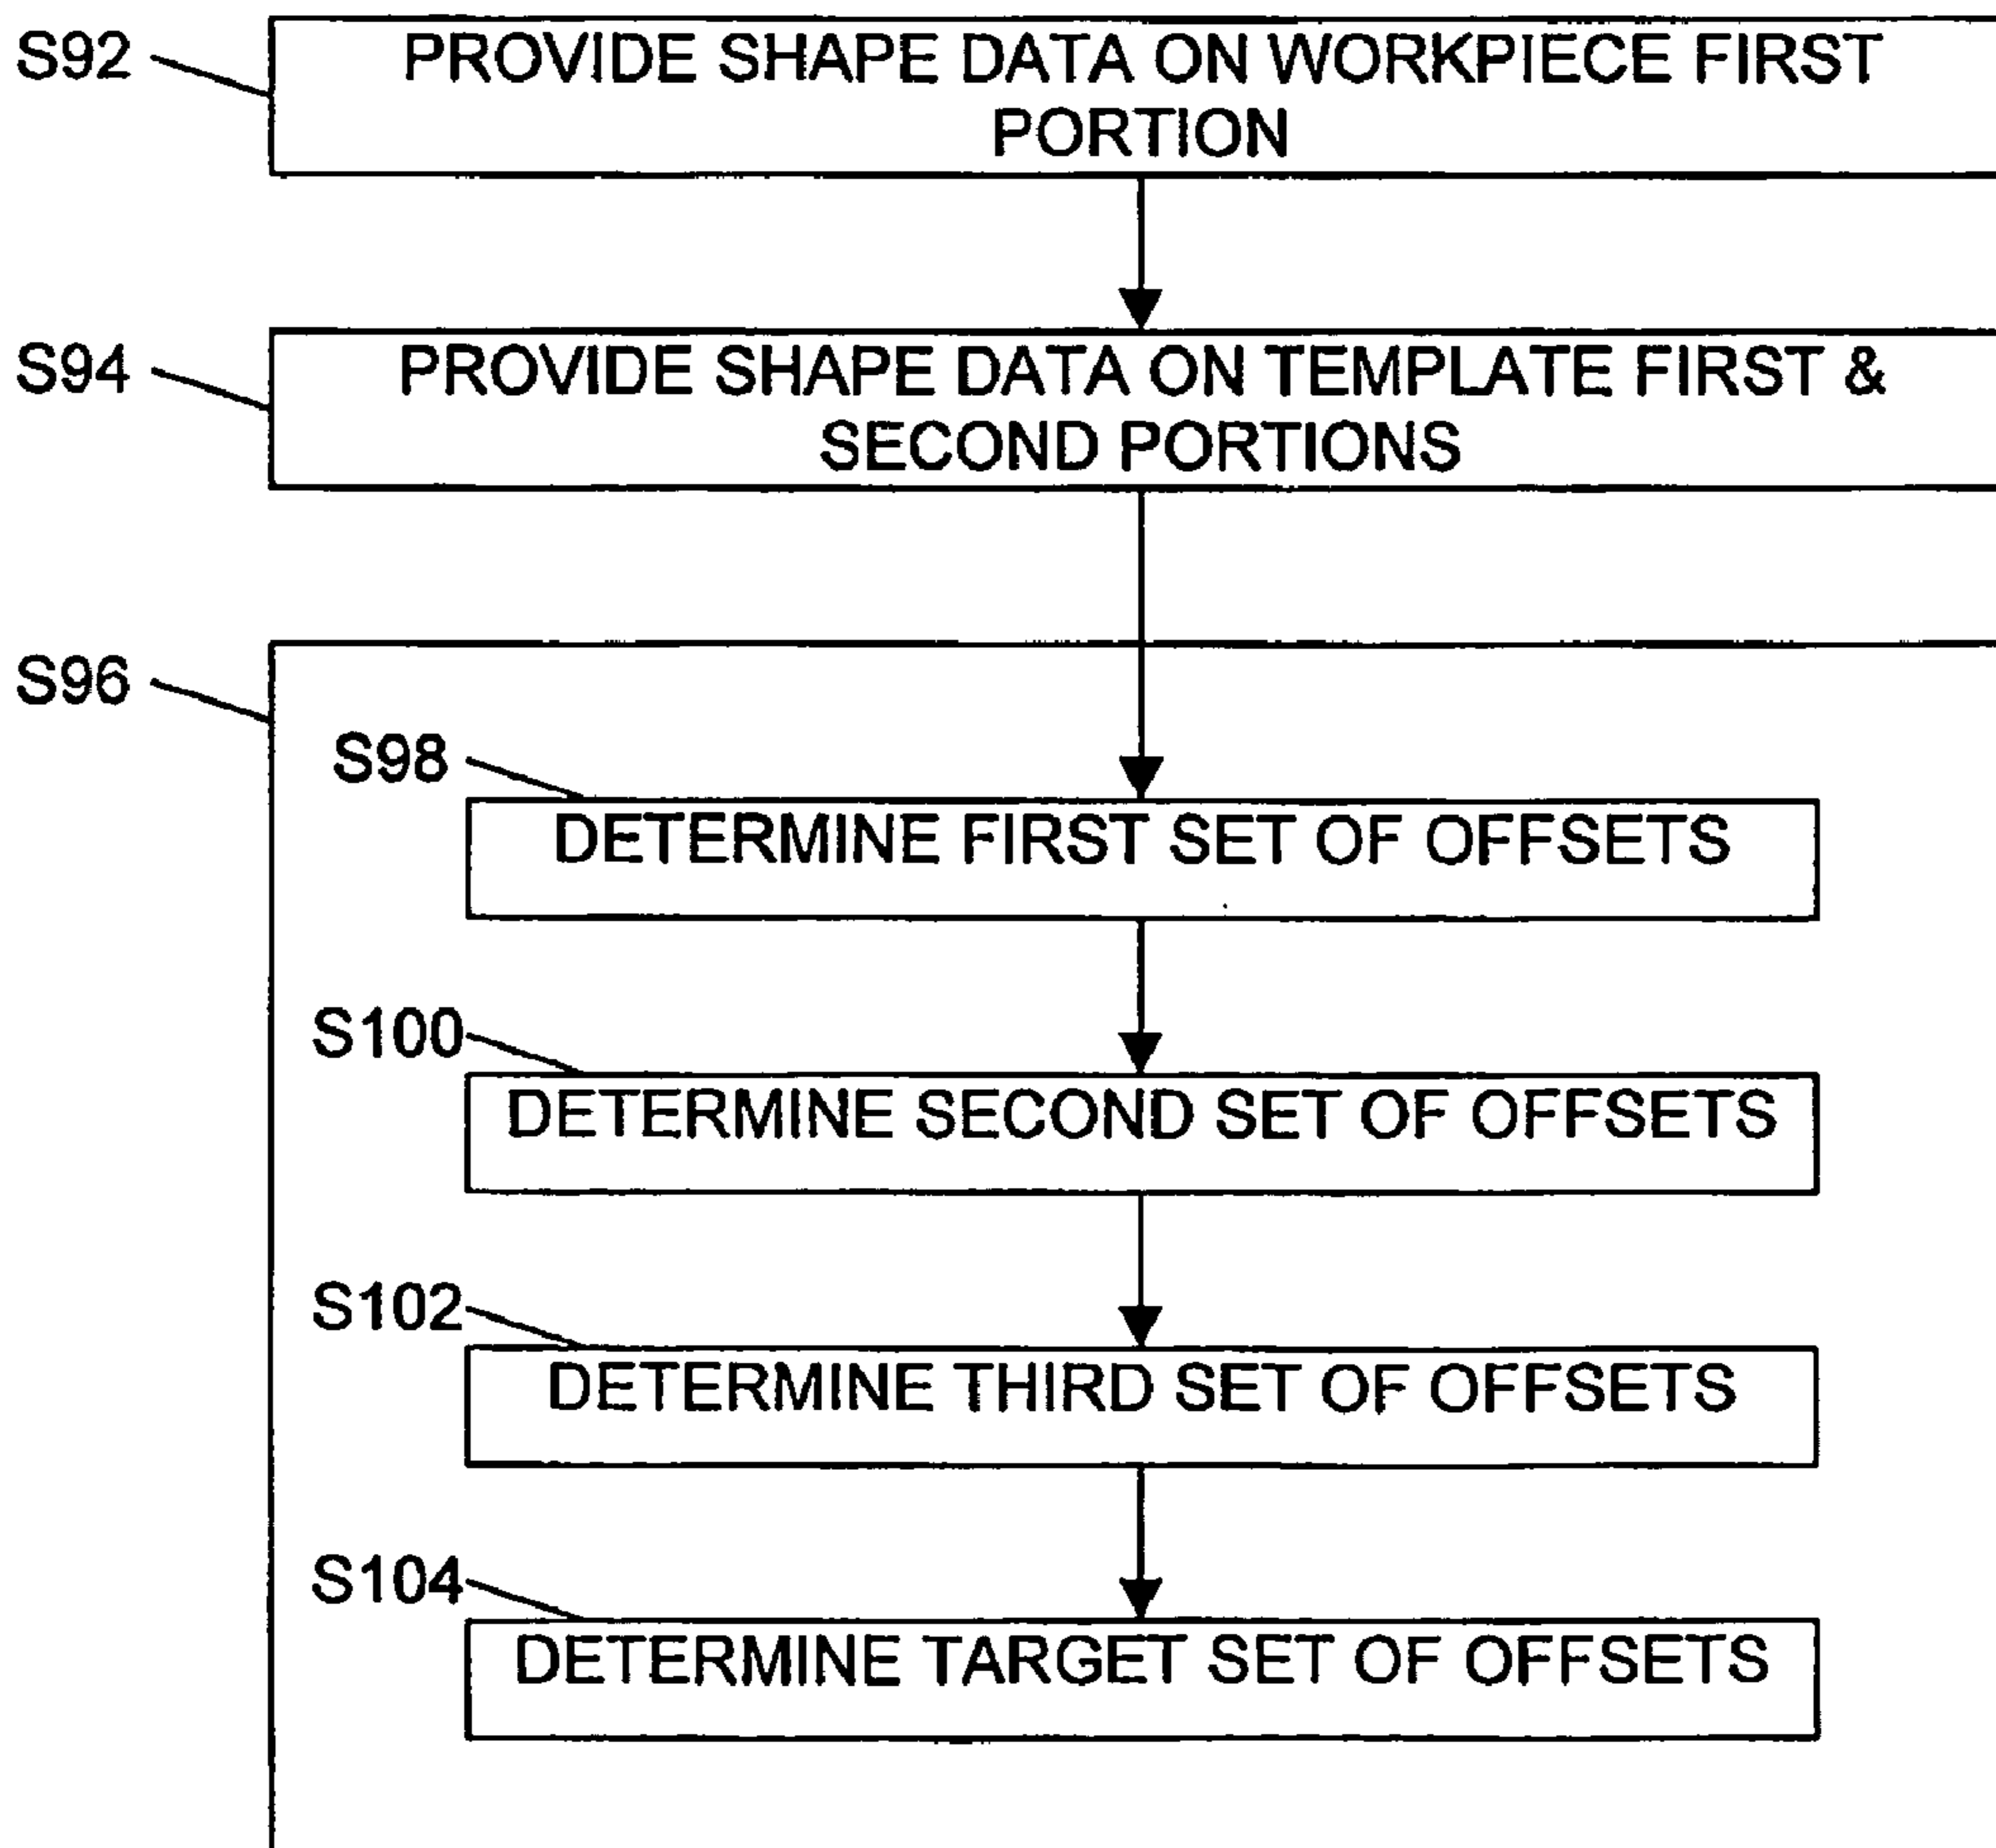 S92
PROVIDE SHAPE DATA ON WORKPIECE FIRST
PORTION
S94
PROVIDE SHAPE DATA ON TEMPLATE FIRST &
SECOND PORTIONS
S96
S98
DETERMINE FIRST SET OF OFFSETS
S100
DETERMINE SECOND SET OF OFFSETS
S102
DETERMINE THIRD SET OF OFFSETS
S104
DETERMINE TARGET SET OF OFFSETS